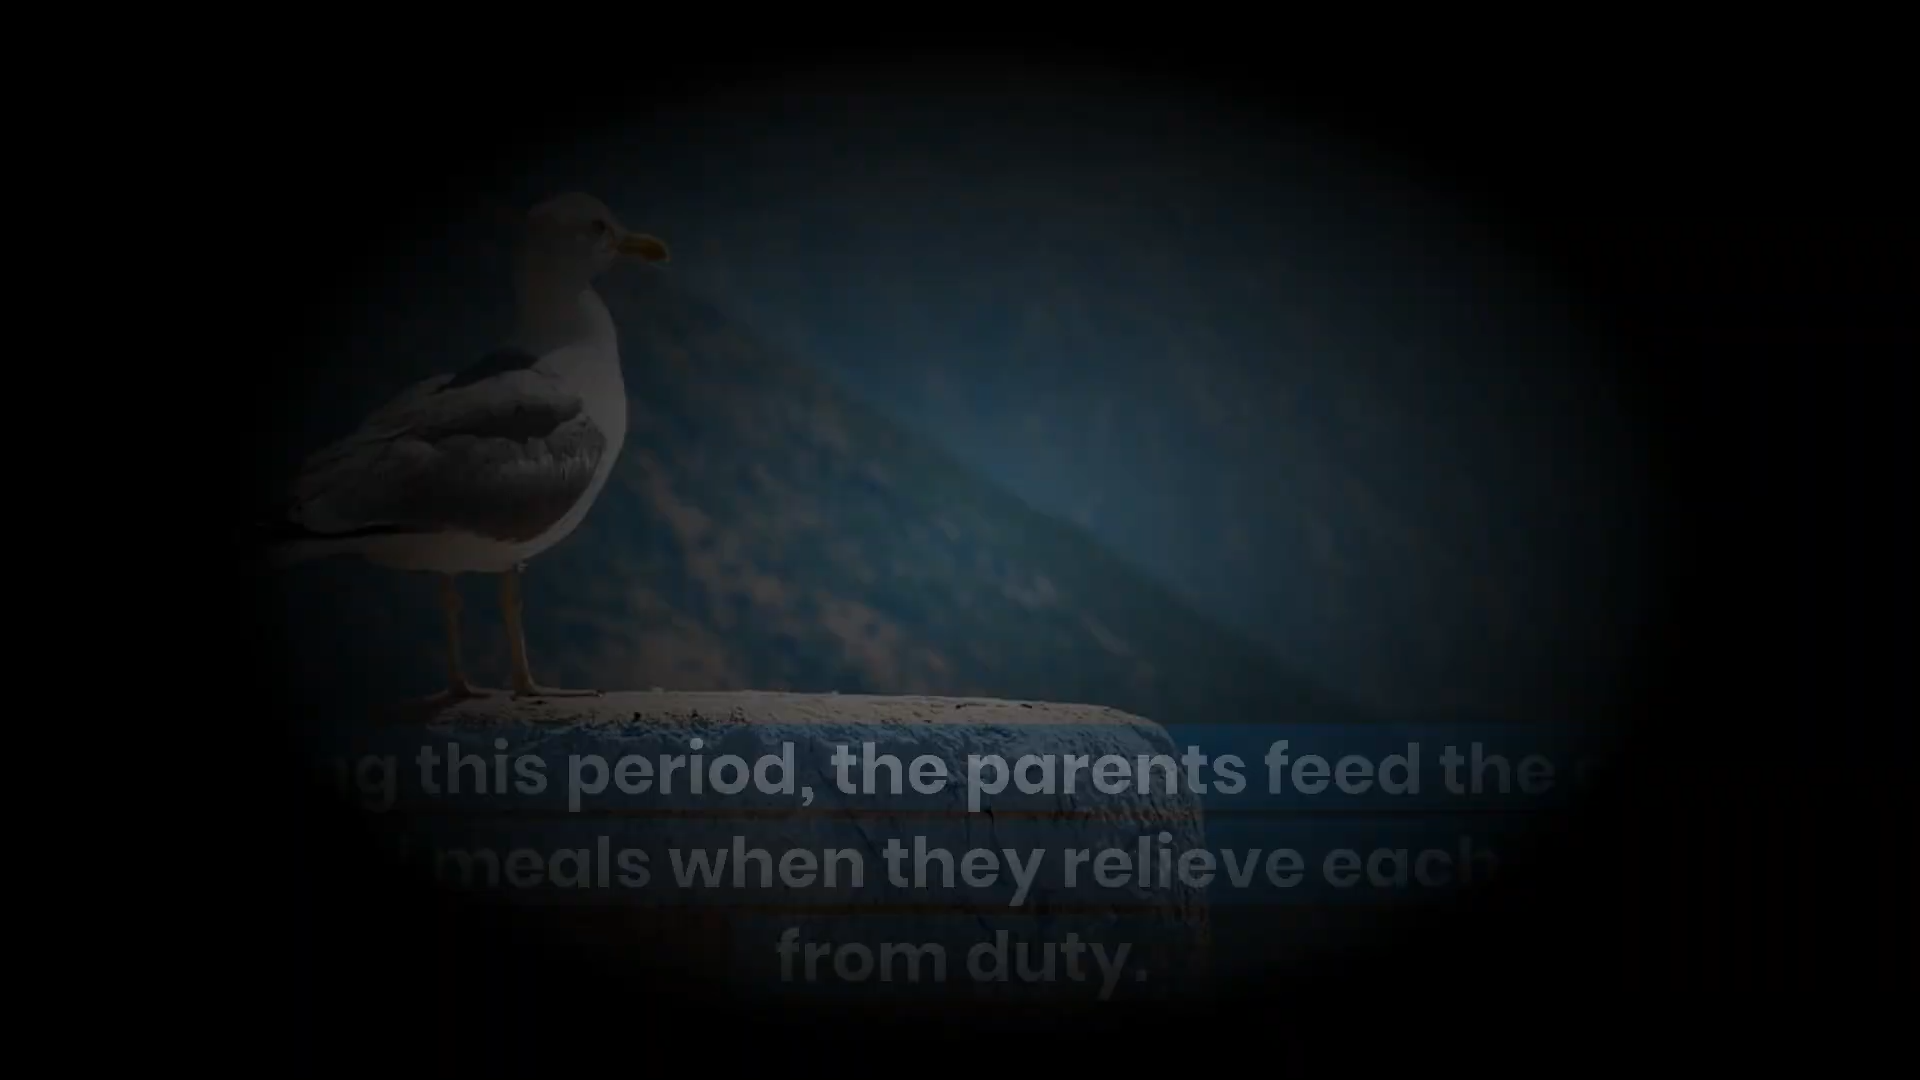 this period, the parents feed the
meals when they relieve each
from duty.